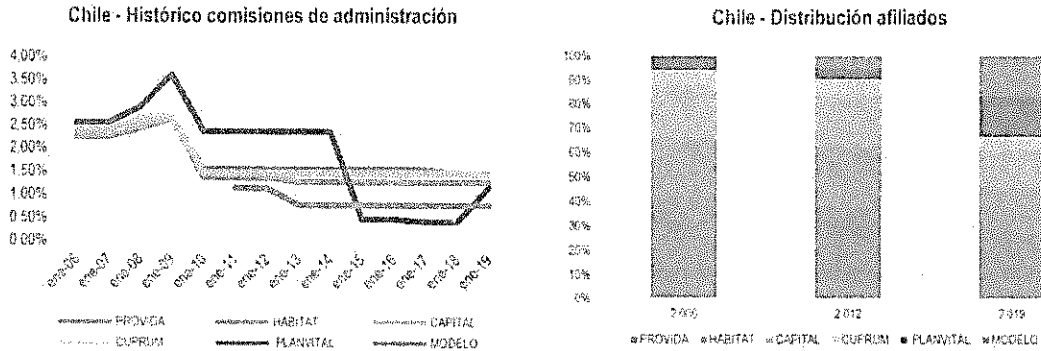 Chile - Histórico comisiones de administración
4,00%
3,50%
3,00%
2,50%
2,00%
1,50%
1,00%
0,50%
0,00%
ene-06
ene-07
ene-08
ene-09
ene-10
ene-11
ene-12
ene-13
ene-14
ene-15
ene-16
ene-17
ene-18
ene-19
PROVIDA HABITAT CAPITAL
CUPRUM PLANVITAL MODELO
Chile - Distribución afiliados
100%
90%
80%
70%
60%
50%
40%
30%
20%
10%
0%
2006 2012 2019
PROVIDA HABITAT CAPITAL CUPRUM PLANVITAL MODELO